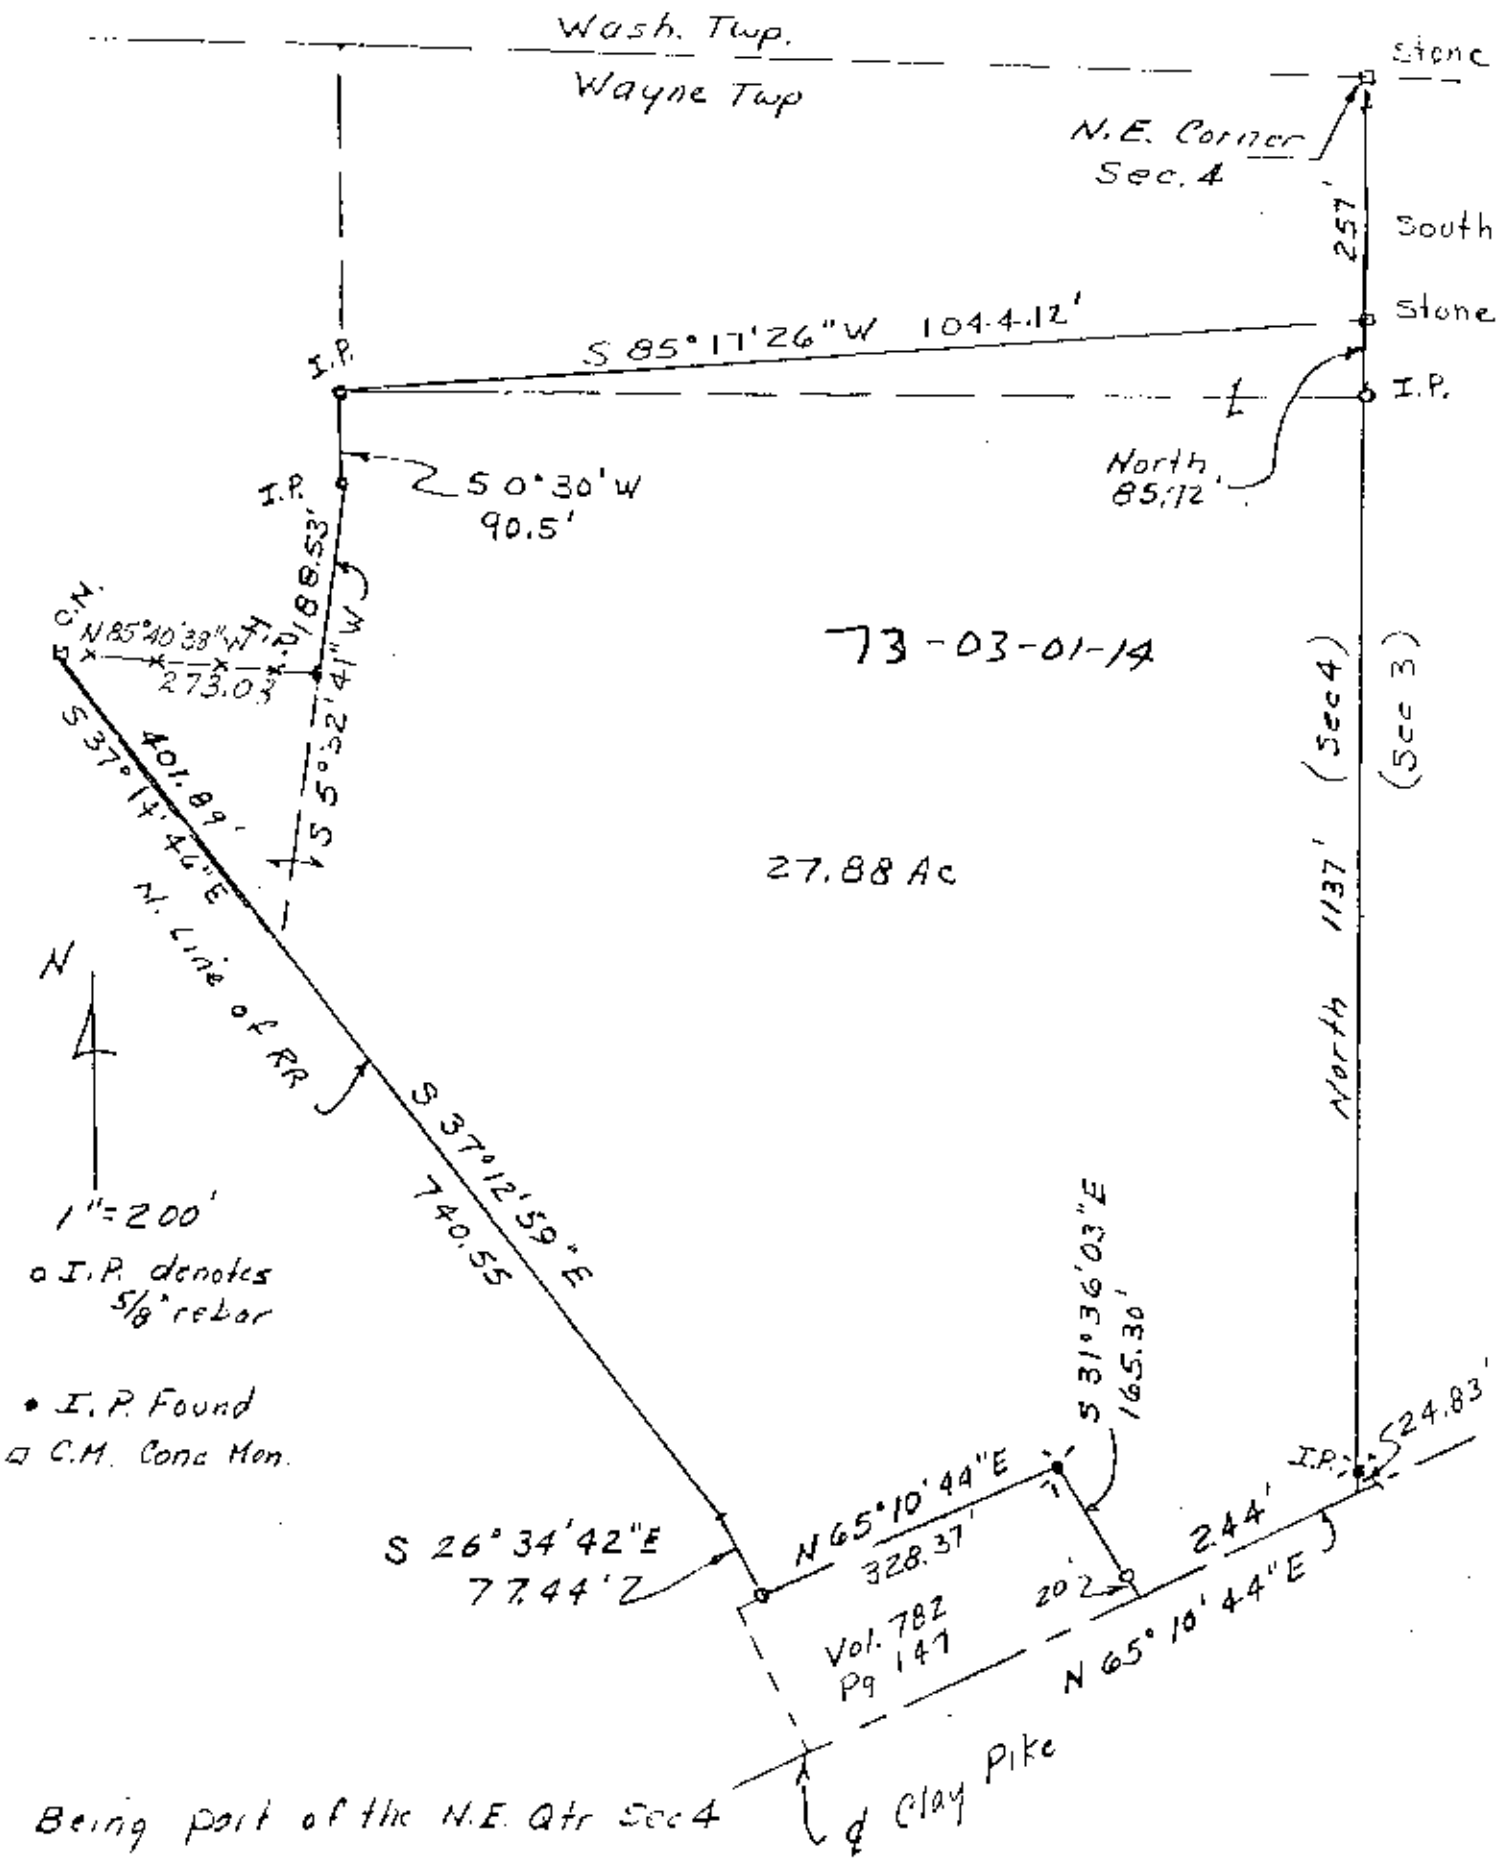 Wash. Twp.
Wayne Twp
Stone
N.E. Corner
Sec. 4
257'
South
Stone
S 85° 17' 26" W 1044.12'
I.P.
I.P.
North
85.72'
S 0° 30' W
90.5'
I.P.
188.53'
S 5° 32' 41" W
I.P.
N 85° 40' 38" W
273.03
73-03-01-14
(Sec 4)
(Sec 3)
401.89'
S 37° 14' 46" E
27.88 Ac
N. Line of RR
North 1137'
N
1" = 200'
S 37° 12' 59" E
740.55
o I.P. denotes
5/8" rebar
• I.P. Found
□ C.M. Conc Mon.
S 31° 36' 03" E
165.30'
24.83'
I.P.
S 26° 34' 42" E
77.44'
N 65° 10' 44" E
328.37'
244'
20'
N 65° 10' 44" E
Vol. 782
Pg 147
Clay Pike
Being part of the N.E. Qtr Sec 4